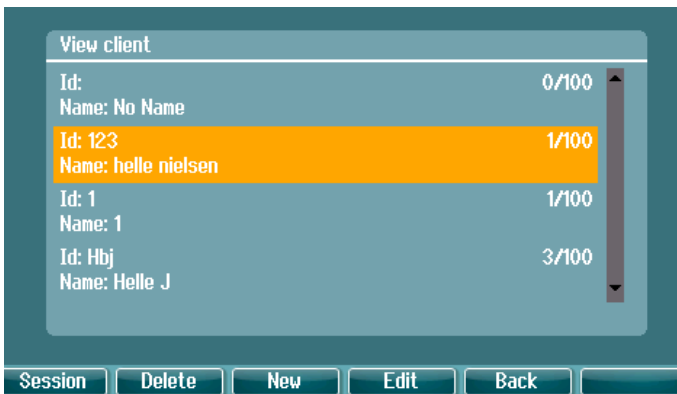 View client
Id: 0/100
Name: No Name
Id: 123 1/100
Name: helle nielsen
Id: 1 1/100
Name: 1
Id: Hbj 3/100
Name: Helle J
Session Delete New Edit Back